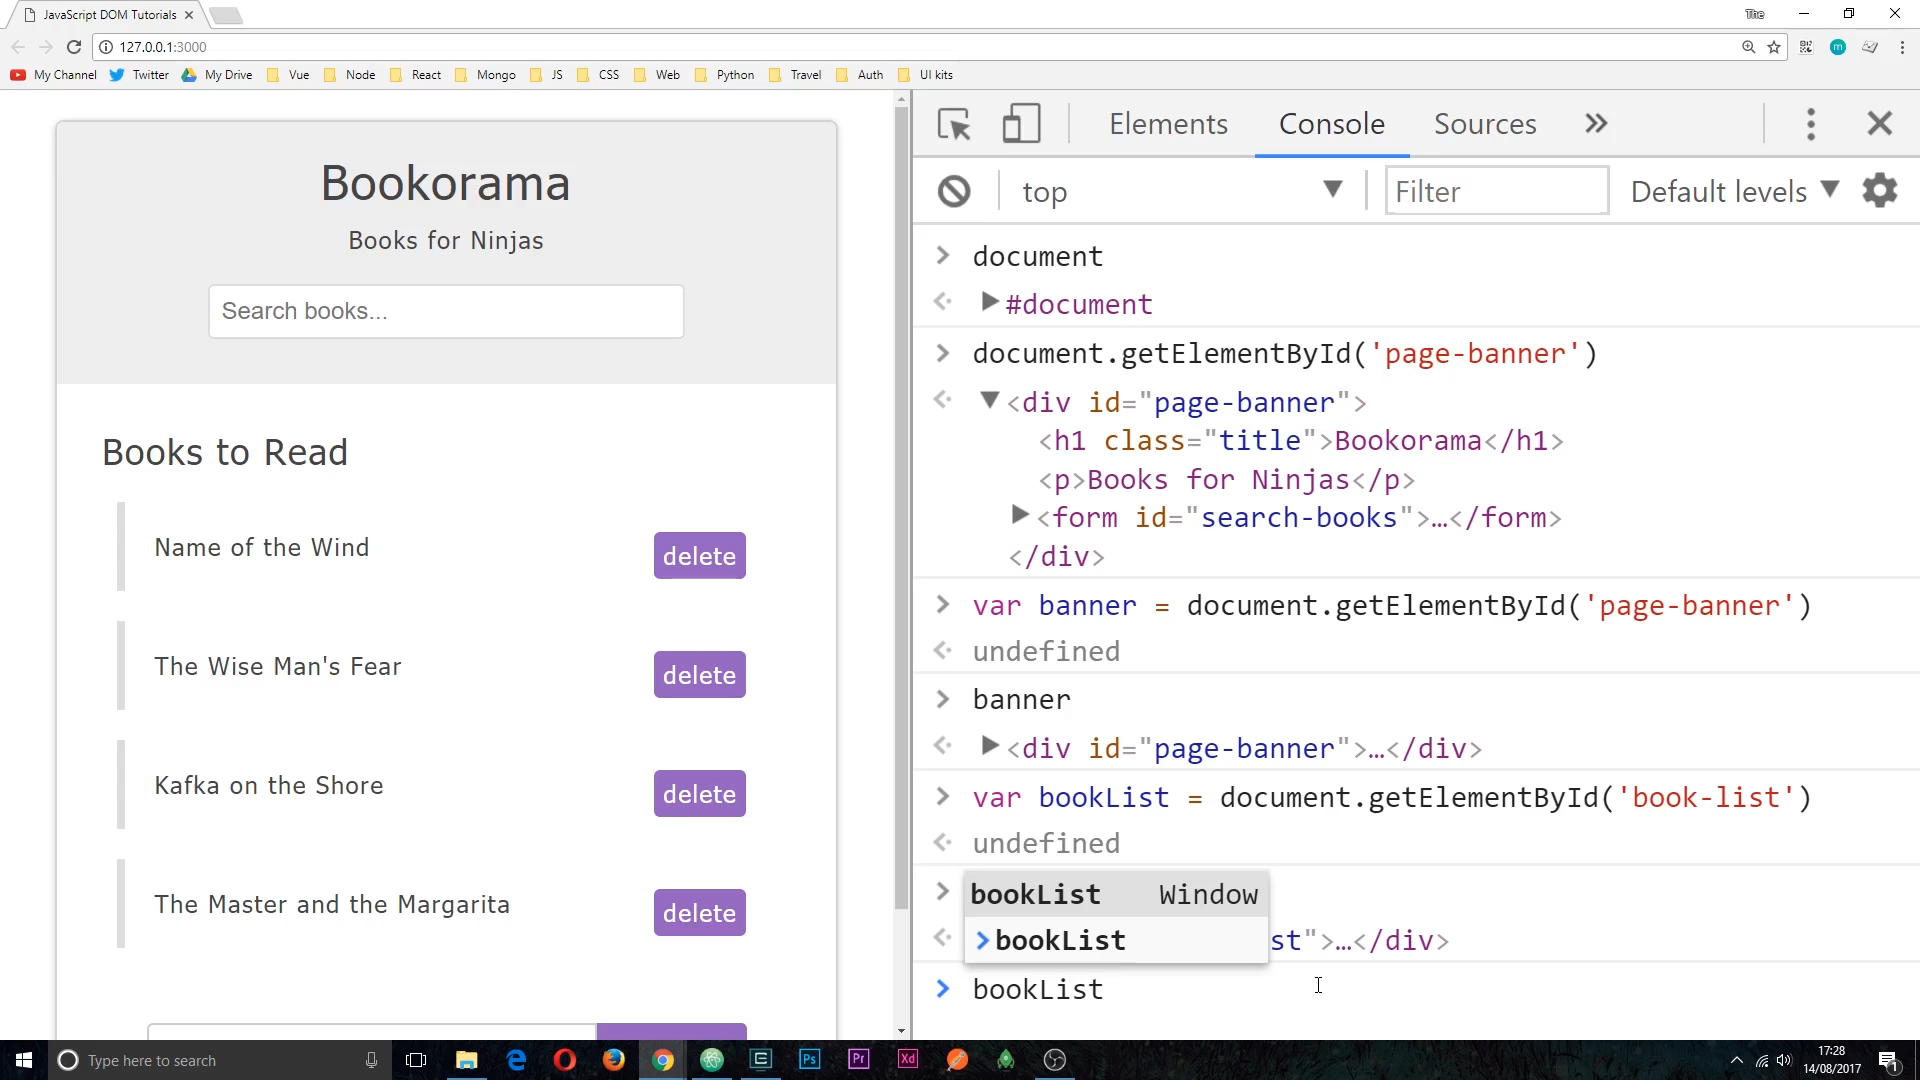 JavaScript DOM Tutorials
The
127.0.0.1:3000
My Channel Twitter My Drive Vue Node React Mongo JS CSS Web Python Travel Auth UI kits
Bookorama
Books for Ninjas
Search books...
Books to Read
Name of the Wind delete
The Wise Man's Fear delete
Kafka on the Shore delete
The Master and the Margarita delete
Elements Console Sources
top Filter Default levels
document
#document
document.getElementById('page-banner')
<div id="page-banner">
<h1 class="title">Bookorama</h1>
<p>Books for Ninjas</p>
<form id="search-books">…</form>
</div>
var banner = document.getElementById('page-banner')
undefined
banner
<div id="page-banner">…</div>
var bookList = document.getElementById('book-list')
undefined
bookList Window
bookList st">…</div>
bookList
Type here to search
Ps Pr Xd
17:28
14/08/2017
1